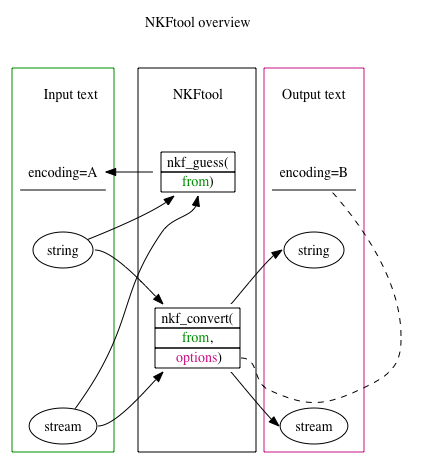 NKFtool overview
Input text
NKFtool
Output text
nkf_guess(
from)
encoding=A
encoding=B
string
string
nkf_convert(
from,
options)
stream
stream